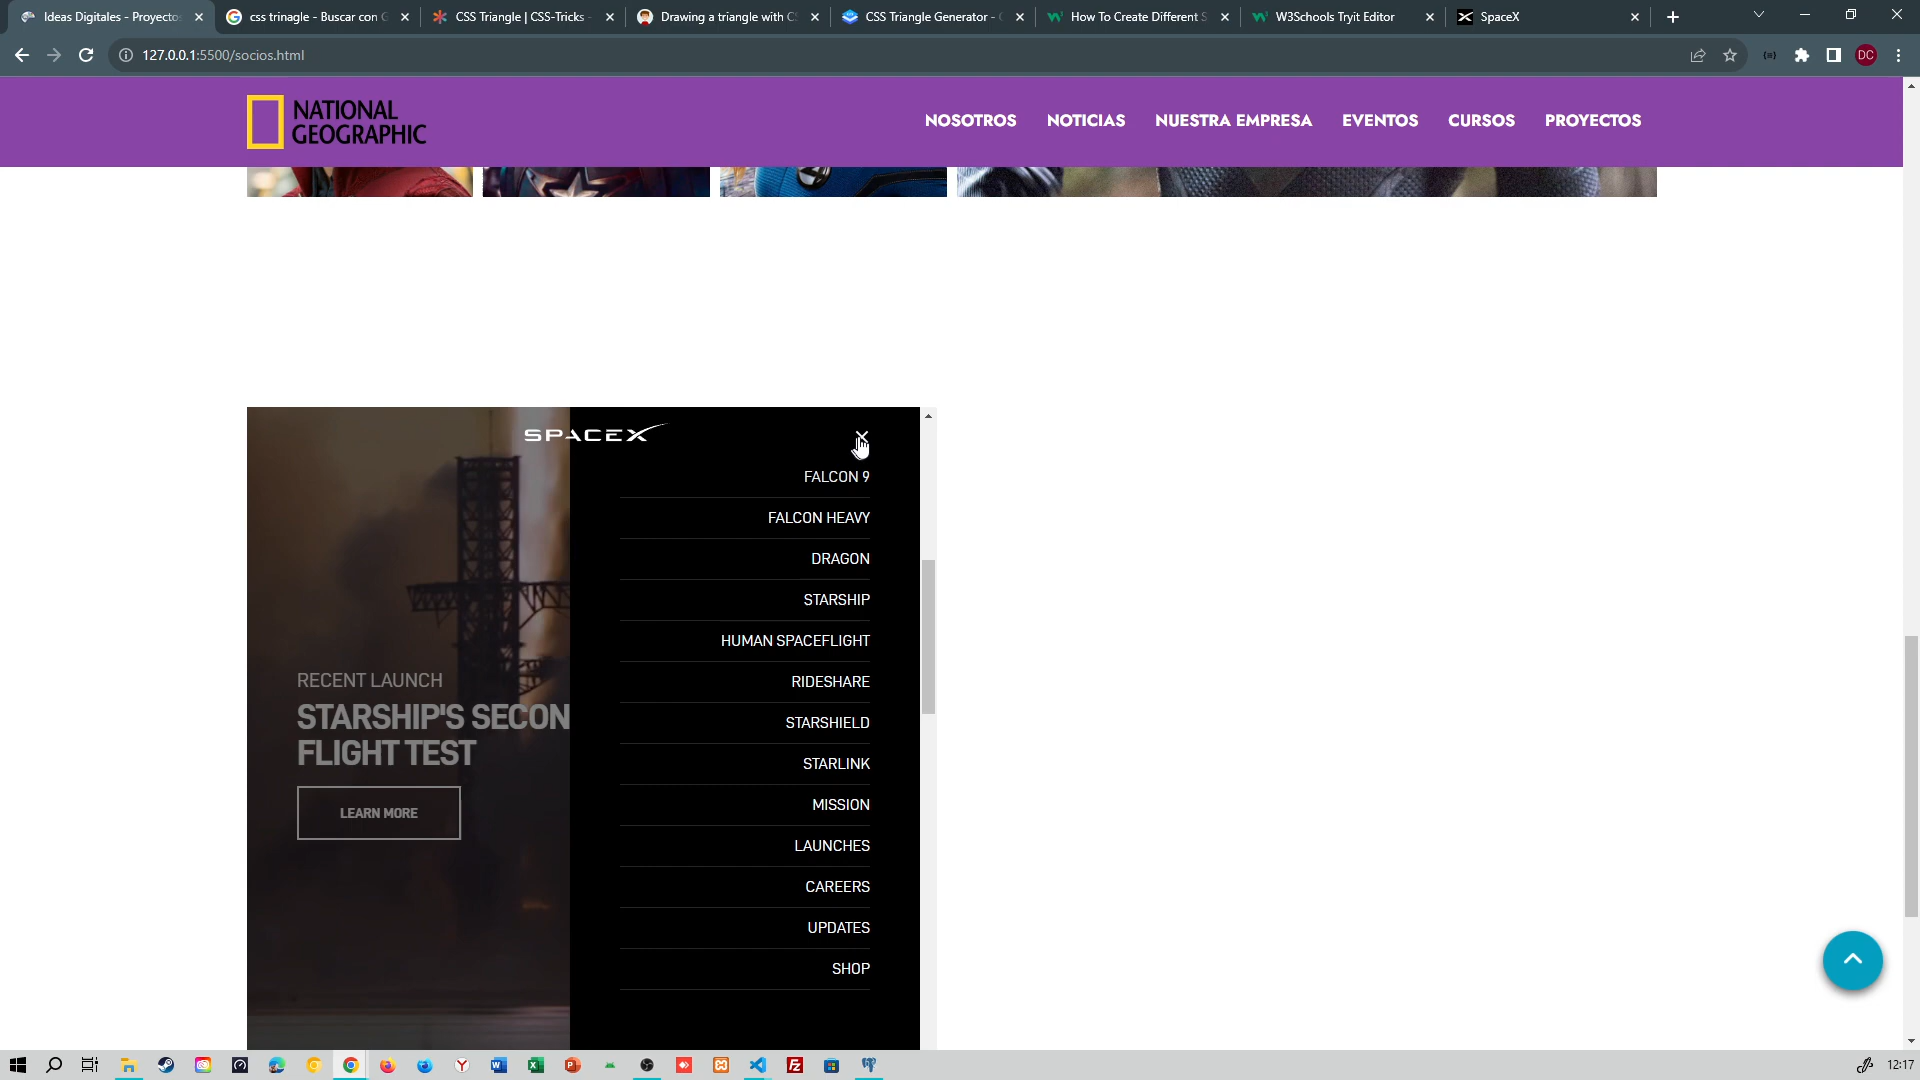 Ideas Digitales - Proyecto
css trinagle - Buscar con G
CSS Triangle | CSS-Tricks -
Drawing a triangle with CS
CSS Triangle Generator - C
How To Create Different S
W3Schools Tryit Editor
SpaceX
127.0.0.1:5500/socios.html
DC
NATIONAL
GEOGRAPHIC
NOSOTROS
NOTICIAS
NUESTRA EMPRESA
EVENTOS
CURSOS
PROYECTOS
SPACEX
FALCON 9
FALCON HEAVY
DRAGON
STARSHIP
HUMAN SPACEFLIGHT
RIDESHARE
STARSHIELD
STARLINK
MISSION
LAUNCHES
CAREERS
UPDATES
SHOP
RECENT LAUNCH
STARSHIP'S SECON
FLIGHT TEST
LEARN MORE
12:17